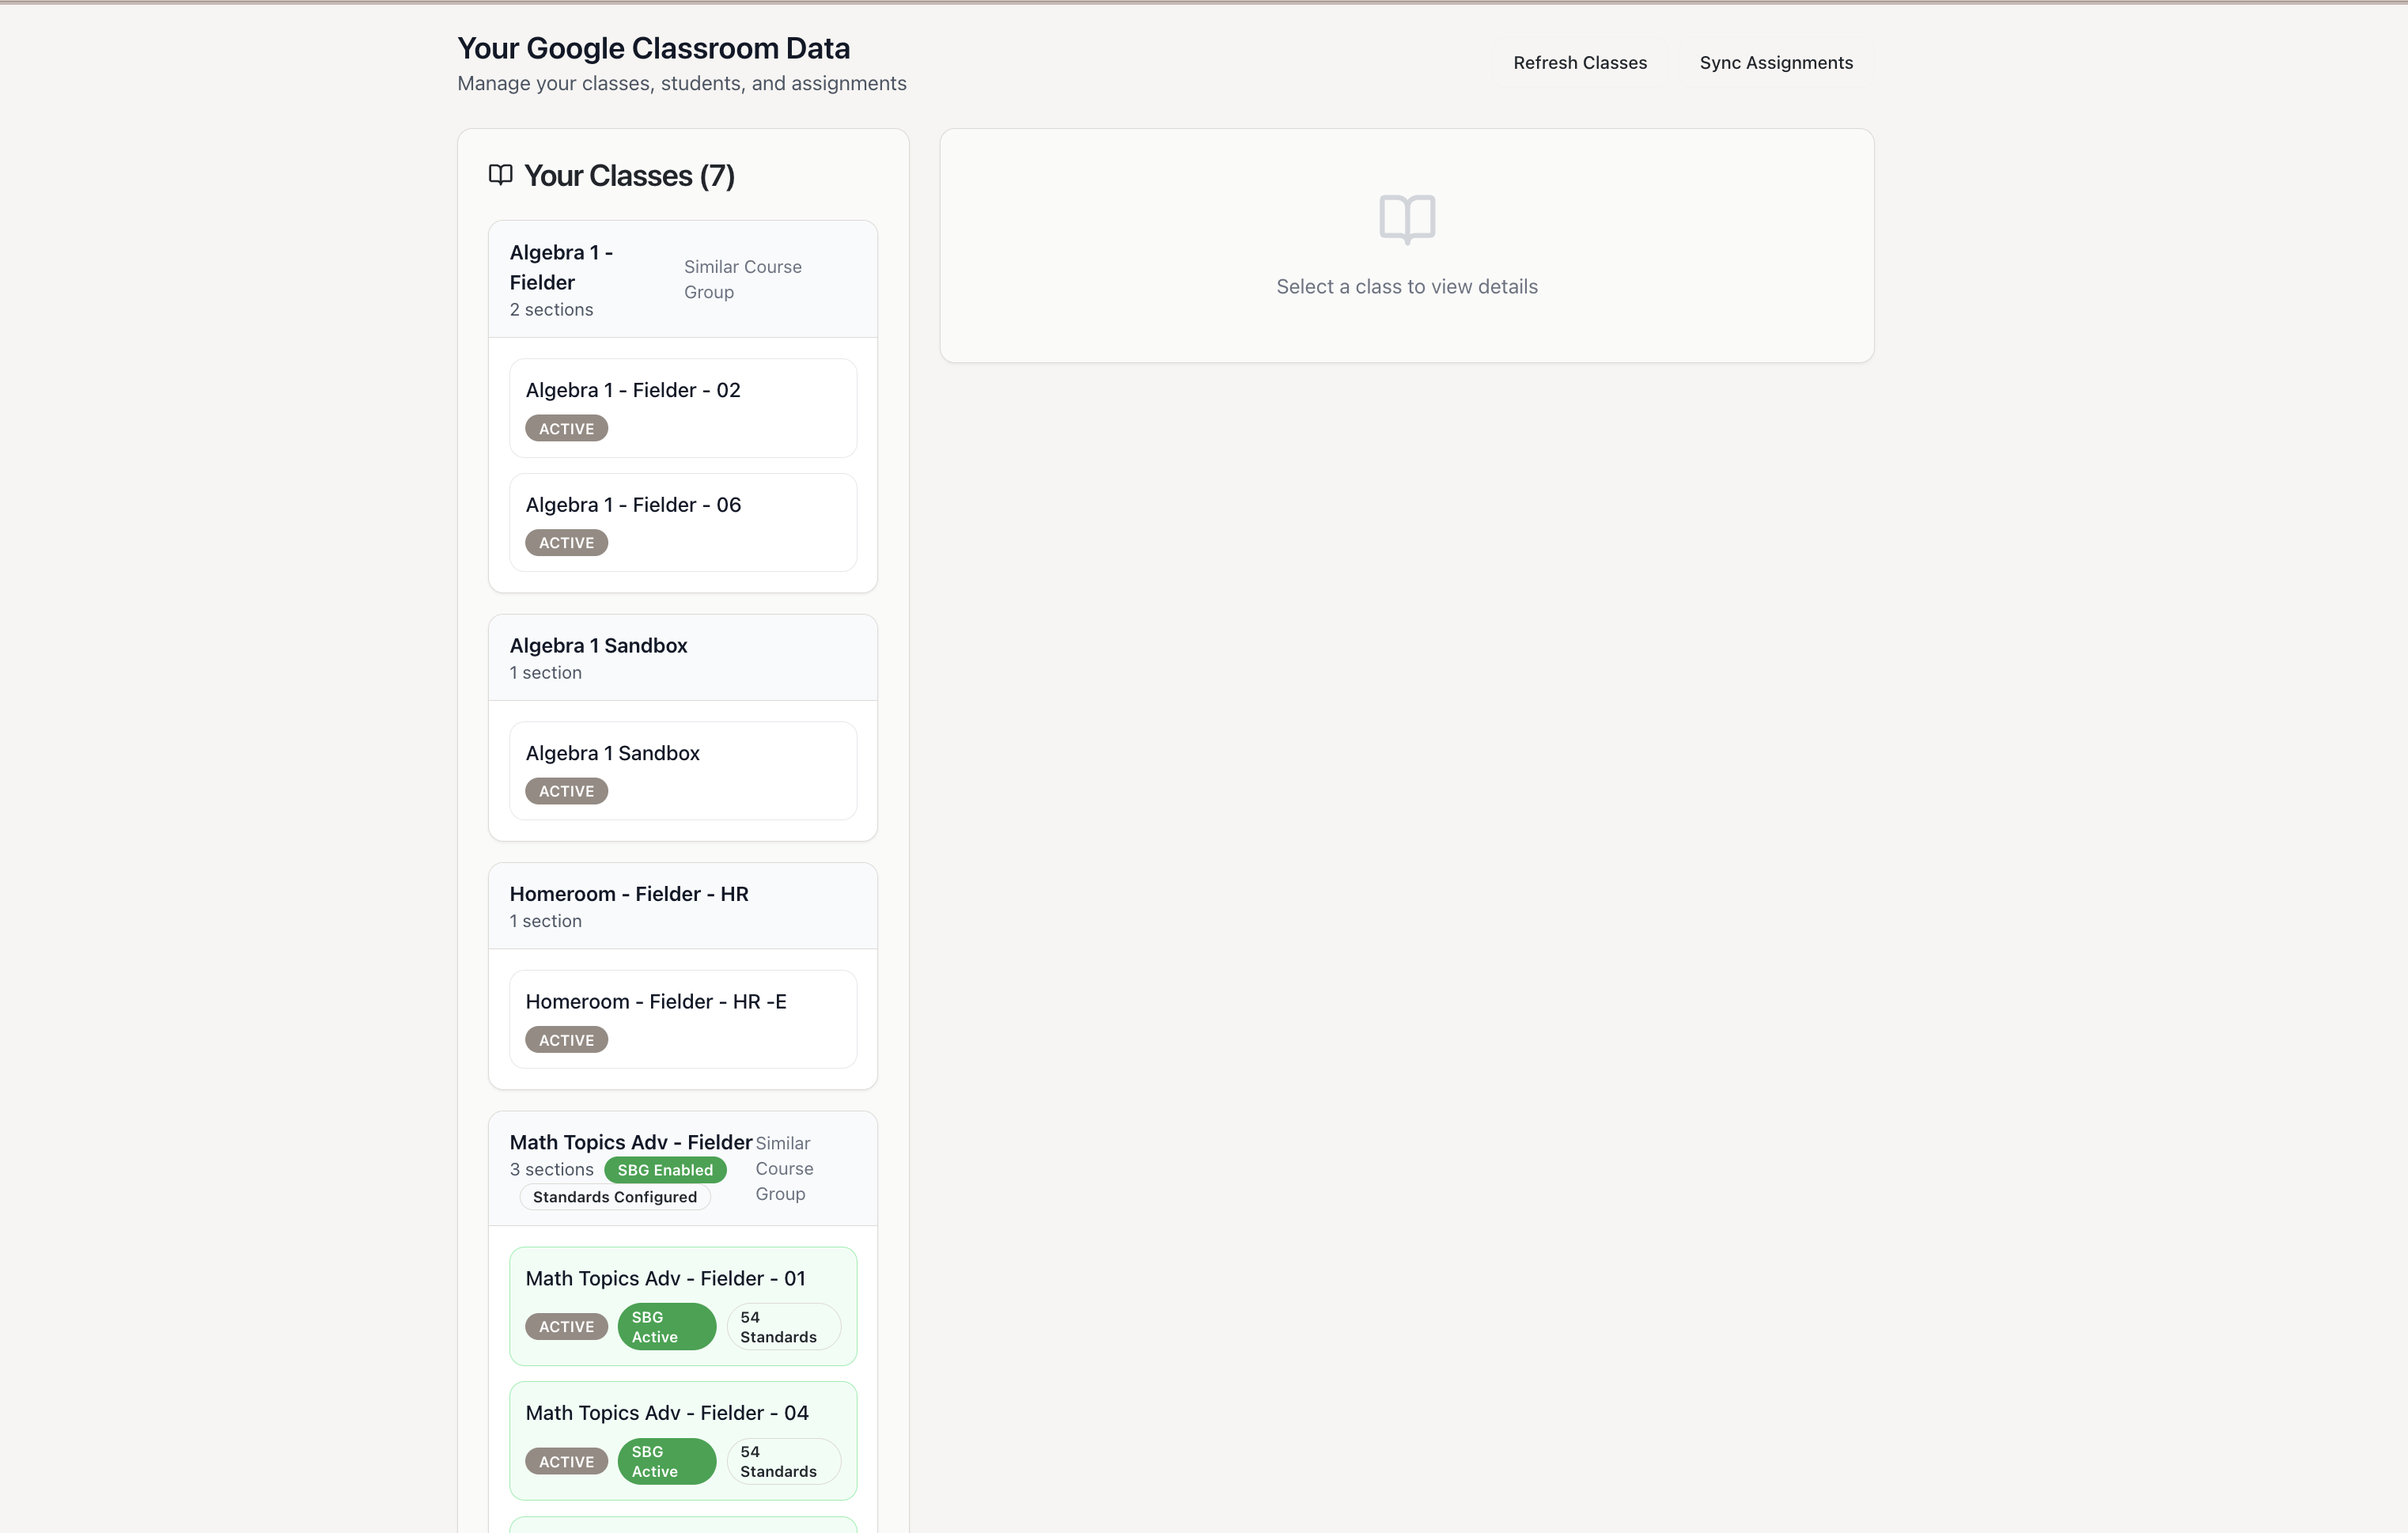 Your Google Classroom Data
Manage your classes, students, and assignments
Refresh Classes
Sync Assignments
Your Classes (7)
Algebra 1 -
Fielder
2 sections
Similar Course
Group
Algebra 1 - Fielder - 02
ACTIVE
Algebra 1 - Fielder - 06
ACTIVE
Algebra 1 Sandbox
1 section
Algebra 1 Sandbox
ACTIVE
Homeroom - Fielder - HR
1 section
Homeroom - Fielder - HR -E
ACTIVE
Math Topics Adv - Fielder
3 sections SBG Enabled
Standards Configured
Similar
Course
Group
Math Topics Adv - Fielder - 01
ACTIVE
SBG
Active
54
Standards
Math Topics Adv - Fielder - 04
ACTIVE
SBG
Active
54
Standards
Select a class to view details